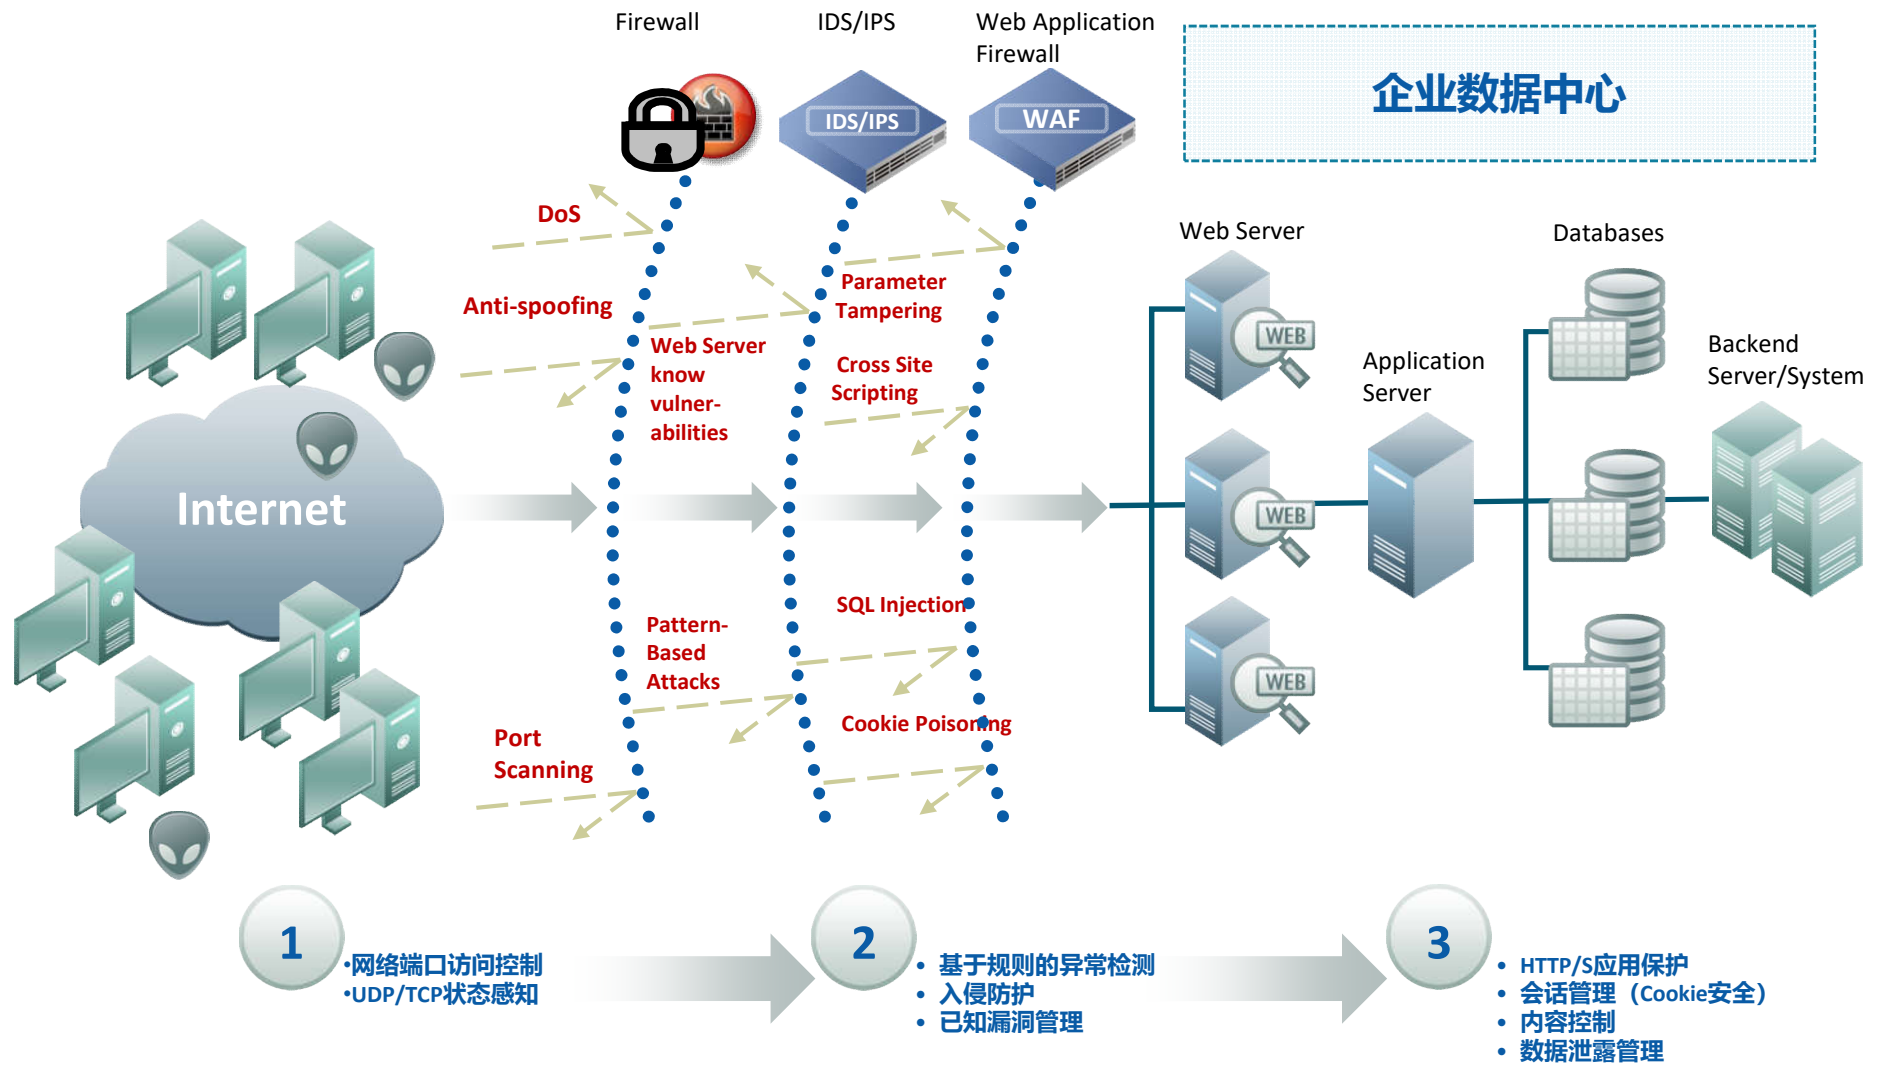 Firewall
IDS/IPS
Web Application
Firewall
企业数据中心
IDS/IPS
WAF
DoS
Anti-spoofing
Web Server
know
vulner-
abilities
Parameter
Tampering
Cross Site
Scripting
Web Server
Databases
WEB
Application
Server
Backend
Server/System
Internet
WEB
SQL Injection
Pattern-
Based
Attacks
WEB
Cookie Poisoning
Port
Scanning
1
•网络端口访问控制
•UDP/TCP状态感知
2
• 基于规则的异常检测
• 入侵防护
• 已知漏洞管理
3
• HTTP/S应用保护
• 会话管理（Cookie安全）
• 内容控制
• 数据泄露管理